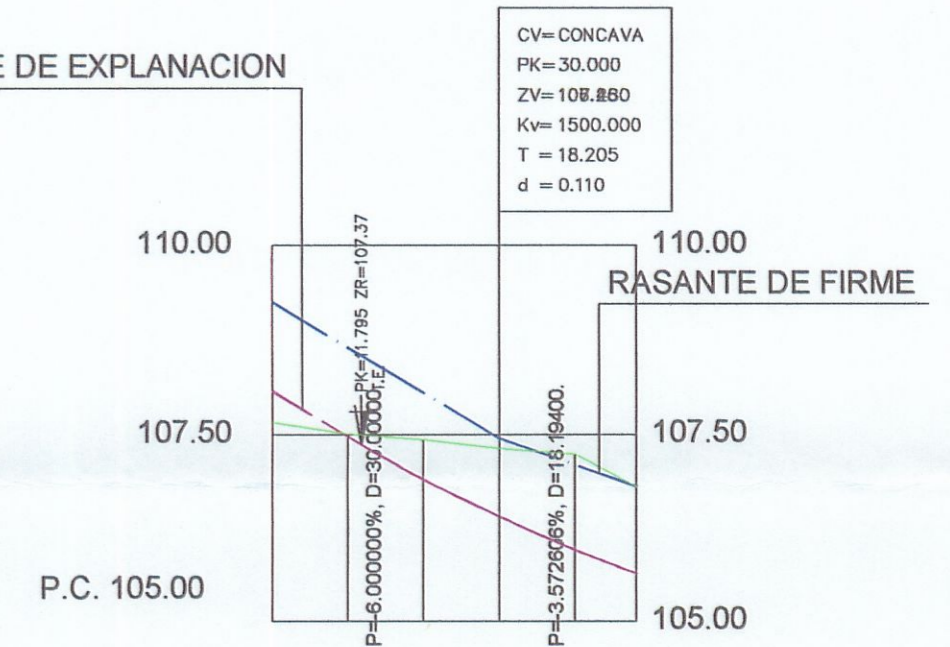 CV= CONCAVA
PK= 30.000
ZV=
Kv= 1500.000
T = 18.205
d = 0.110
E DE EXPLANACION
110.00
110.00
RASANTE DE FIRME
PK=11.795 ZR=107.37
T.E.
107.50
107.50
P=-6.000000%, D=30.00000
P=-3.572606%, D=18.19400.
P.C. 105.00
105.00